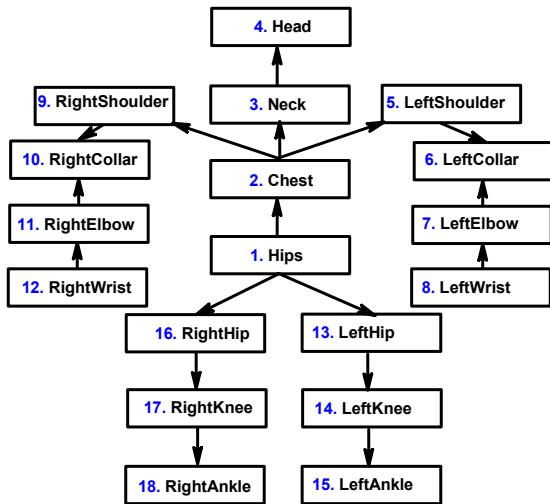 4. Head
9. RightShoulder
3. Neck
5. LeftShoulder
10. RightCollar
6. LeftCollar
2. Chest
11. RightElbow
7. LeftElbow
1. Hips
12. RightWrist
8. LeftWrist
16. RightHip
13. LeftHip
17. RightKnee
14. LeftKnee
18. RightAnkle
15. LeftAnkle